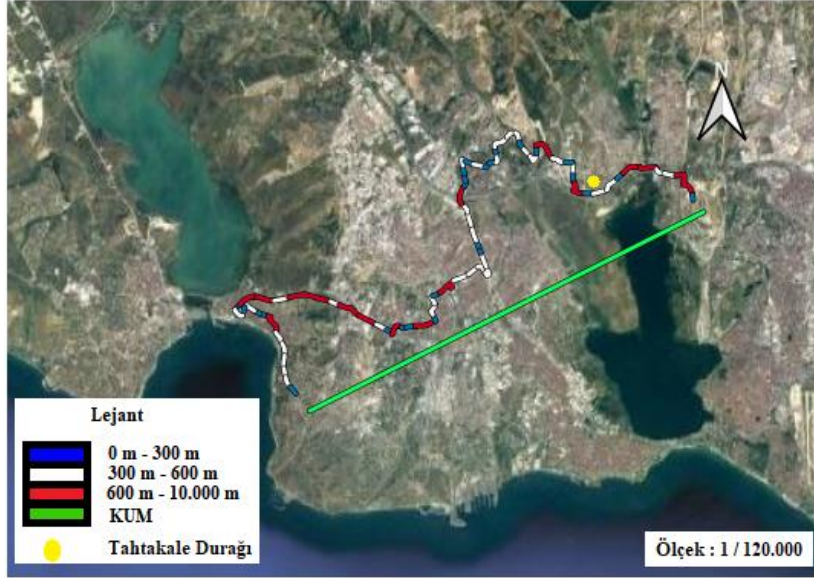 N
Lejant
0 m - 300 m
300 m - 600 m
600 m - 10.000 m
KUM
Tahtakale Durağı
Ölçek : 1 / 120.000